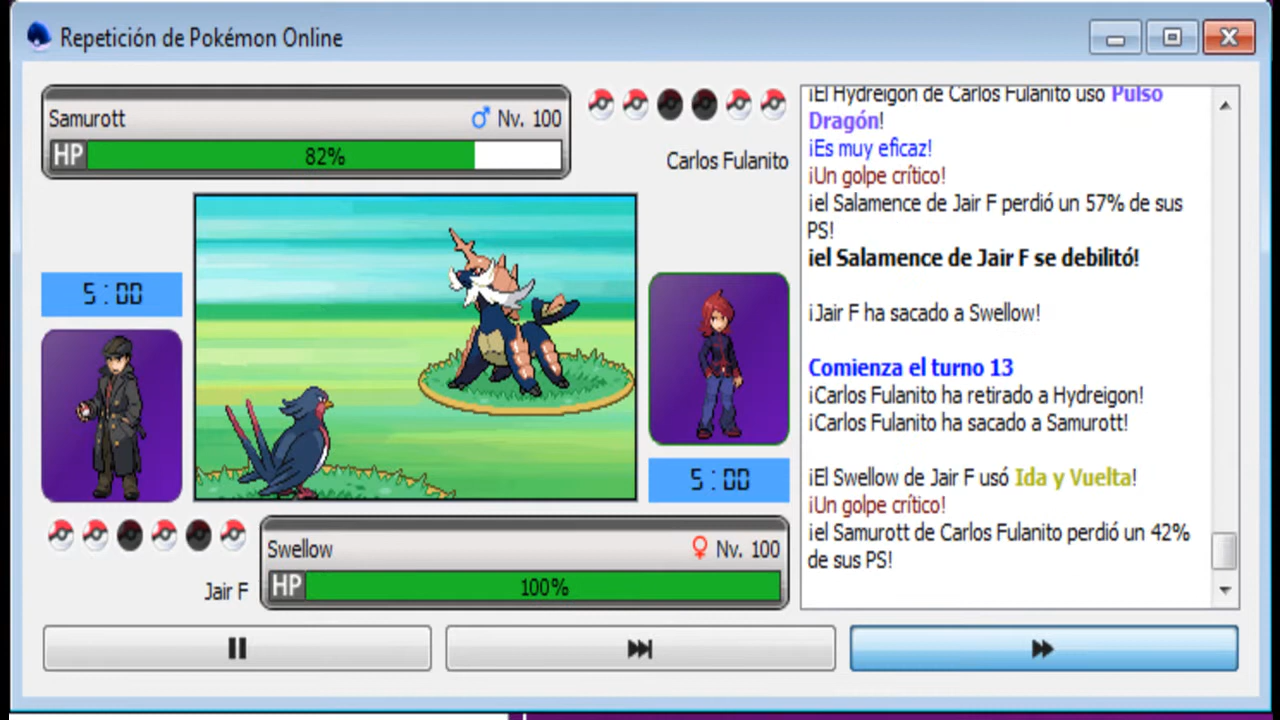 Repetición de Pokémon Online
Samurott ♂ Nv. 100
HP 82%
Carlos Fulanito
5:00
5:00
Swellow ♀ Nv. 100
HP 100%
Jair F
¡El Hydreigon de Carlos Fulanito usó Pulso
Dragón!
¡Es muy eficaz!
¡Un golpe crítico!
¡el Salamence de Jair F perdió un 57% de sus
PS!
¡el Salamence de Jair F se debilitó!
¡Jair F ha sacado a Swellow!
Comienza el turno 13
¡Carlos Fulanito ha retirado a Hydreigon!
¡Carlos Fulanito ha sacado a Samurott!
¡El Swellow de Jair F usó Ida y Vuelta!
¡Un golpe crítico!
¡el Samurott de Carlos Fulanito perdió un 42%
de sus PS!